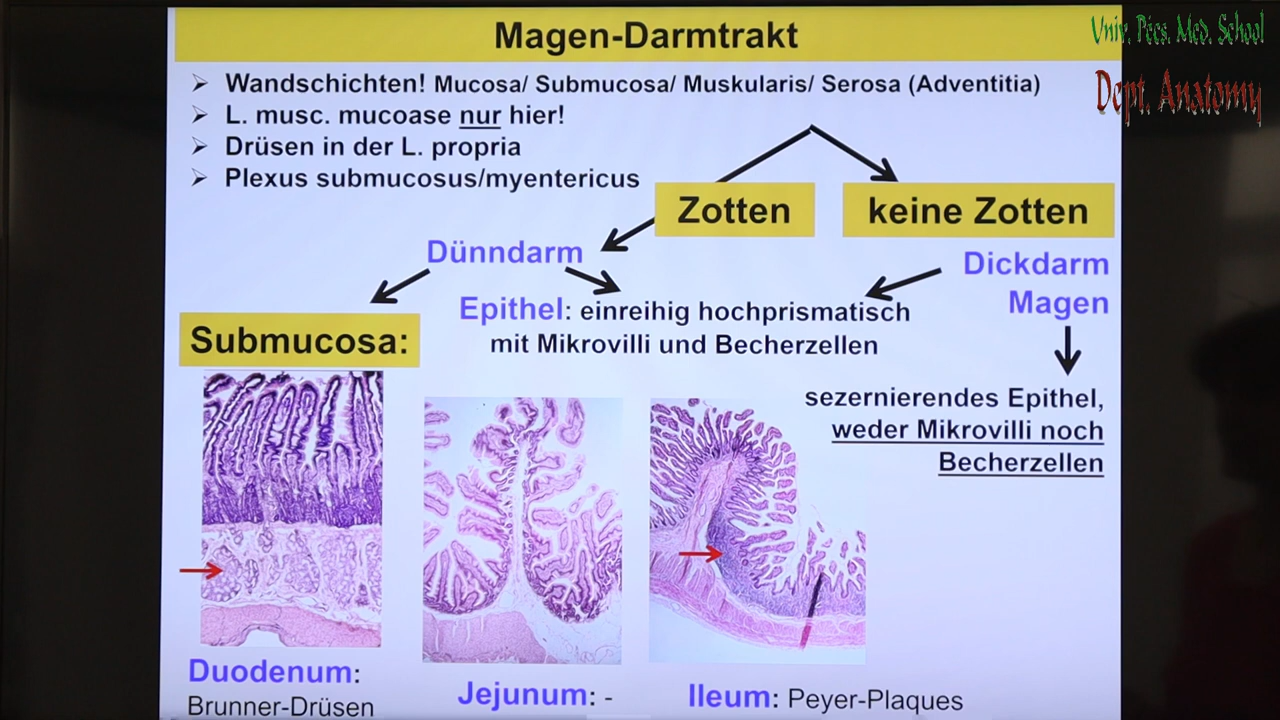 Magen-Darmtrakt
Univ. Pécs. Med. School
Dept. Anatomy
Wandschichten! Mucosa/ Submucosa/ Muskularis/ Serosa (Adventitia)
L. musc. mucoase nur hier!
Drüsen in der L. propria
Plexus submucosus/myentericus
Zotten
keine Zotten
Dünndarm
Dickdarm
Magen
Epithel: einreihig hochprismatisch
mit Mikrovilli und Becherzellen
Submucosa:
sezernierendes Epithel,
weder Mikrovilli noch
Becherzellen
Duodenum:
Brunner-Drüsen
Jejunum: -
Ileum: Peyer-Plaques